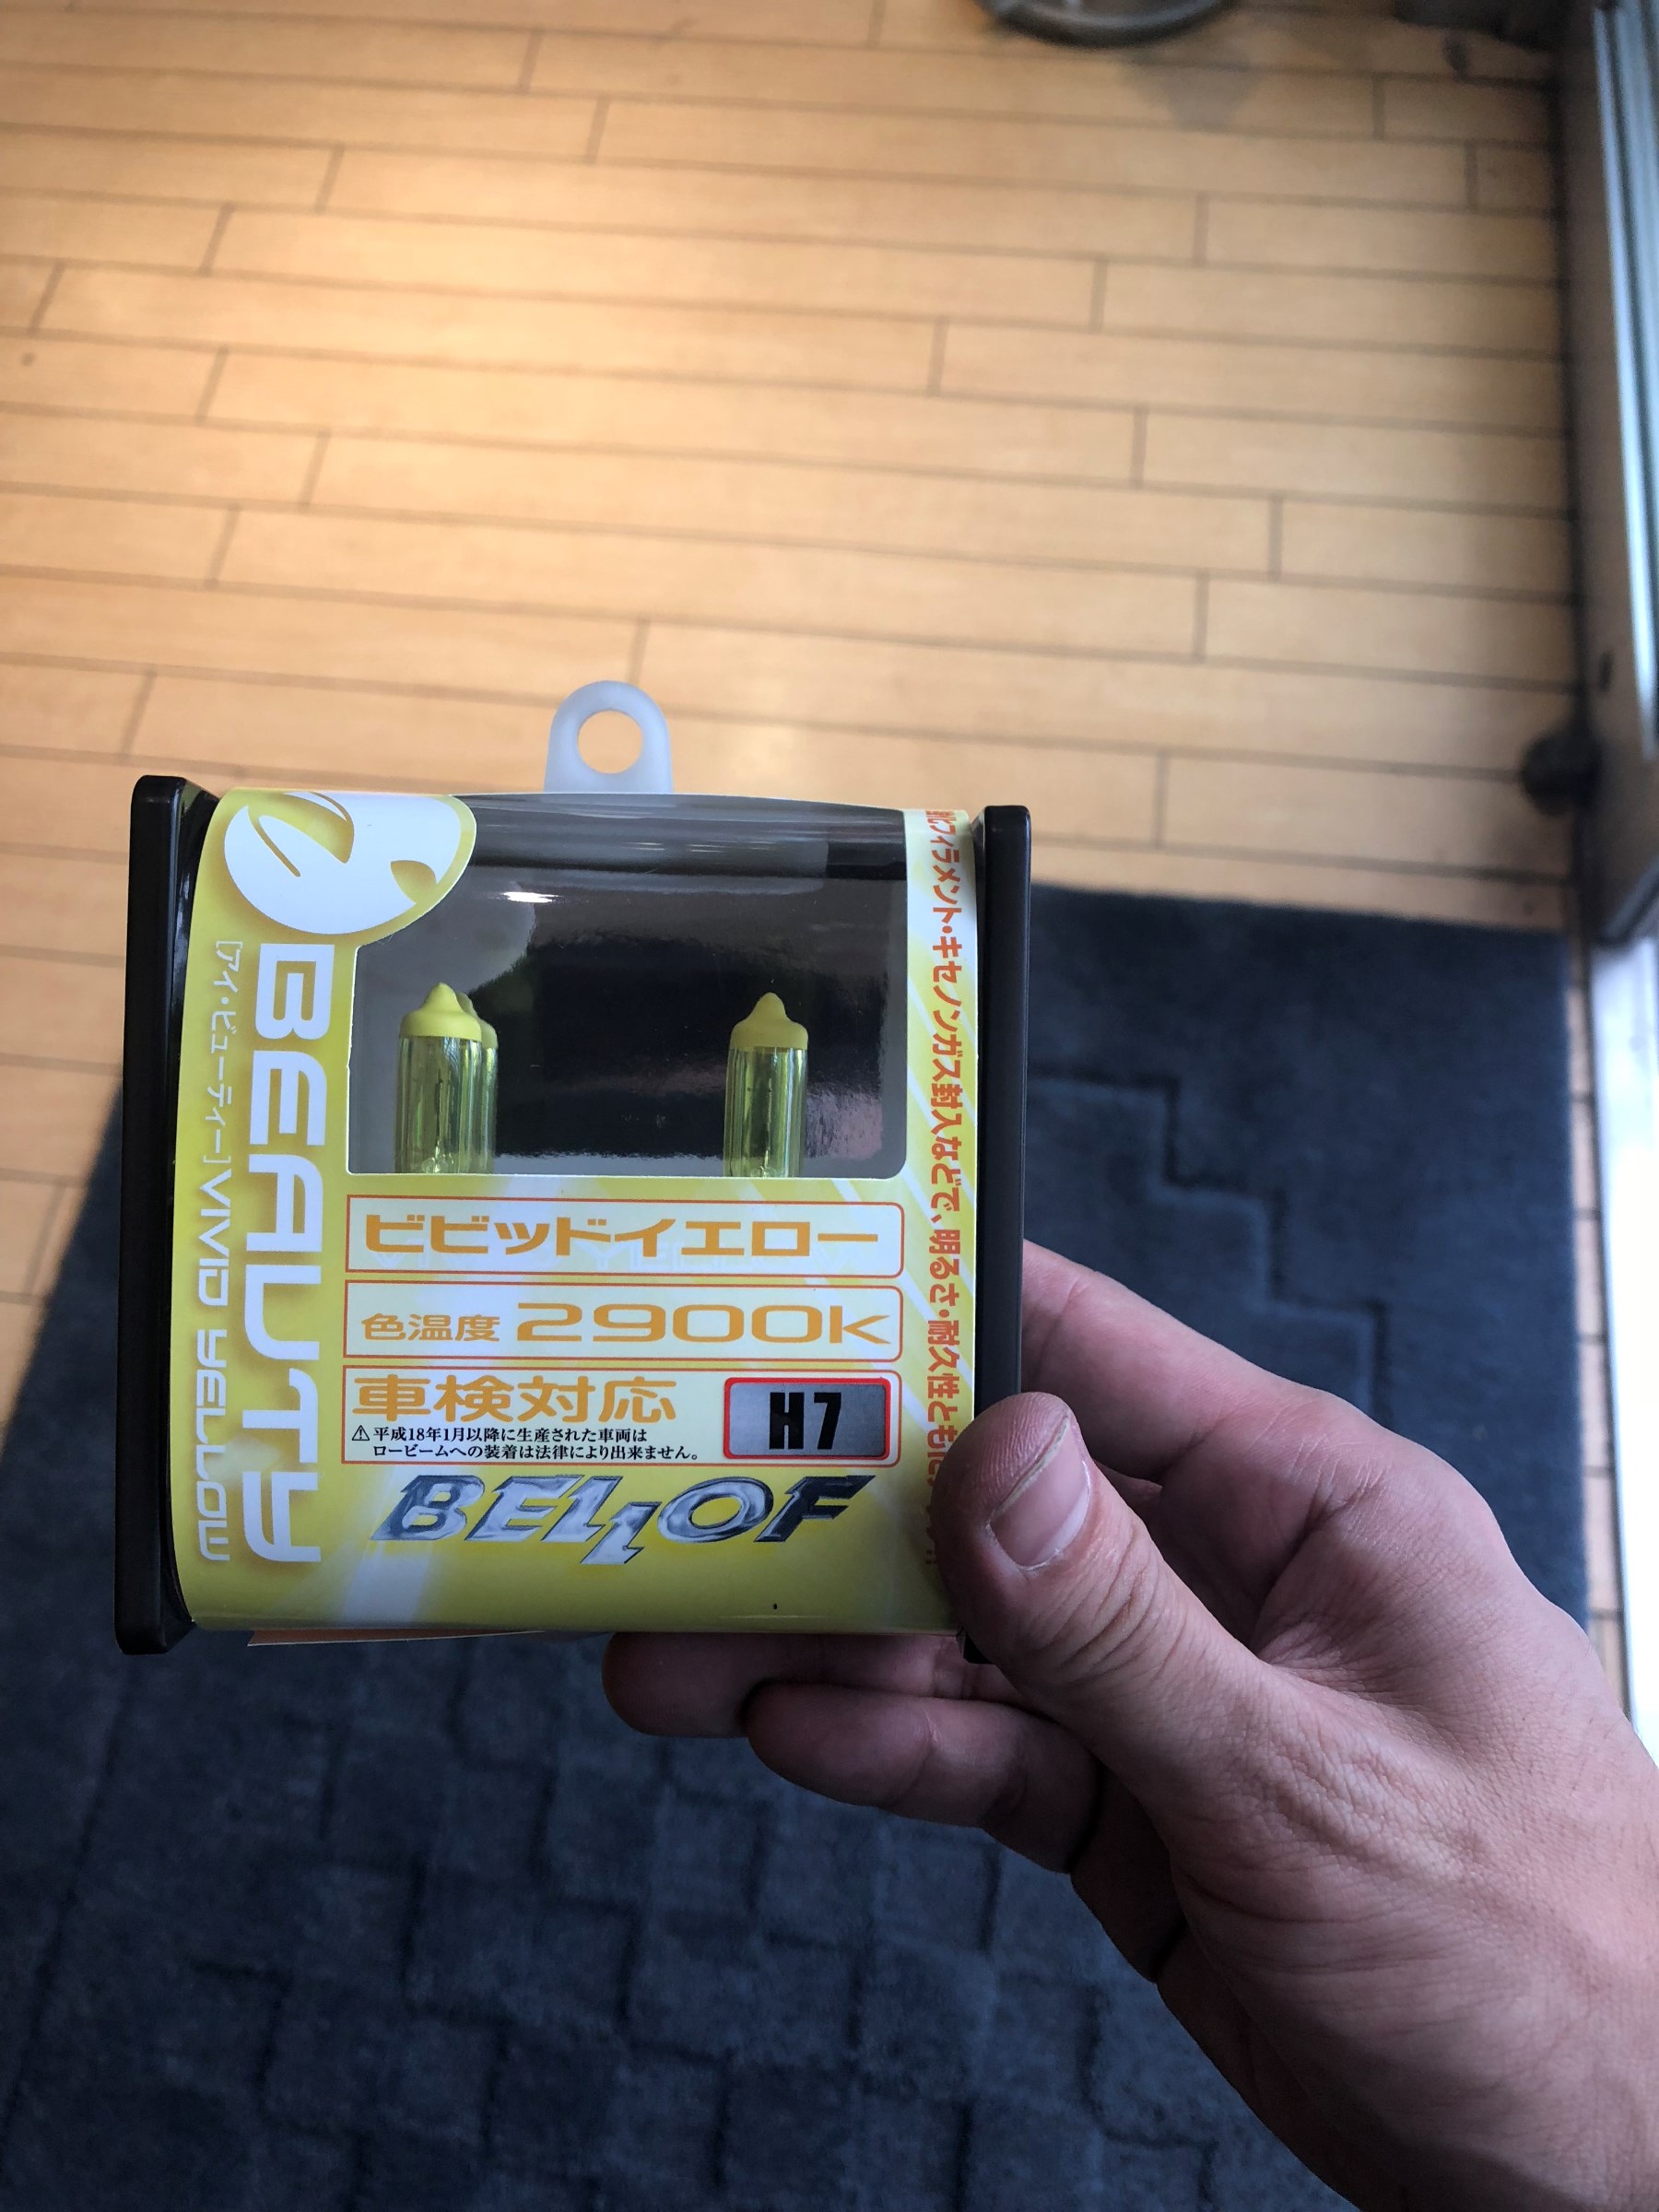 BEAUTY
[アイ・ビューティー] VIVID YELLOW
フィラメント・キセノンガス封入などで、明るさ・耐久性ともに
ビビッドイエロー
色温度 2900K
車検対応
H7
⚠平成18年1月以降に生産された車両は
ロービームへの装着は法律により出来ません。
BELLOF